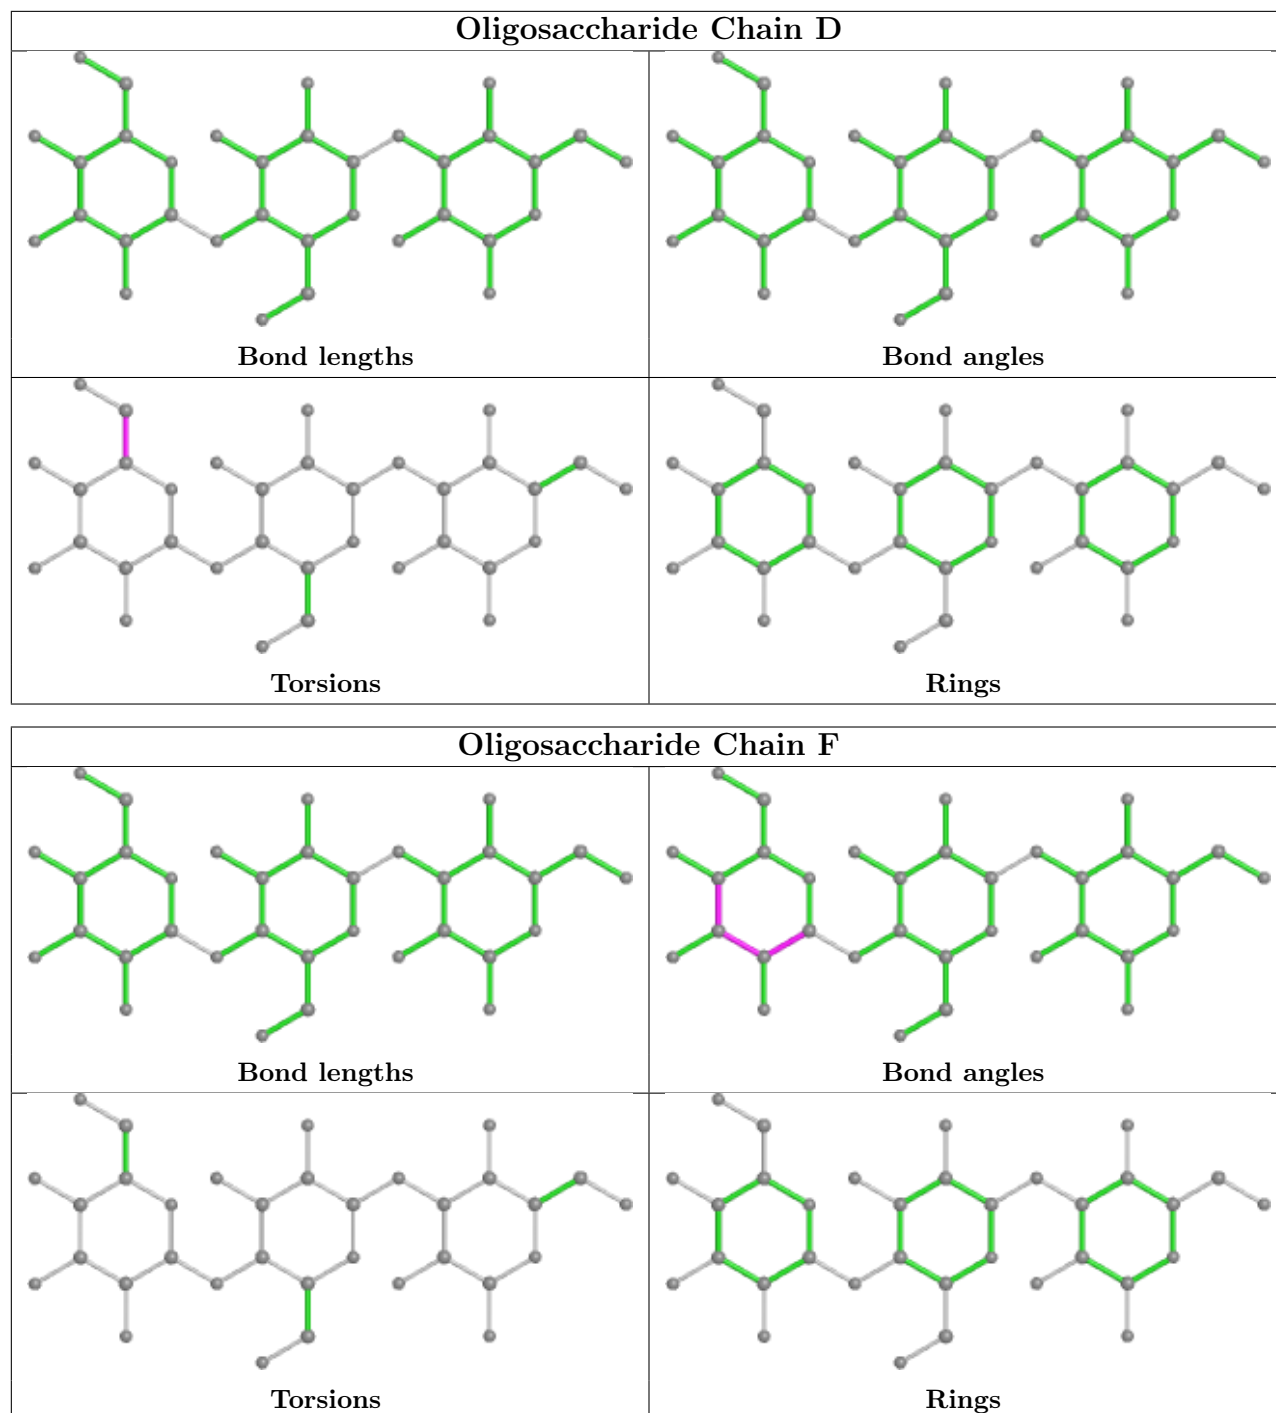 Oligosaccharide Chain D
Bond lengths
Bond angles
Torsions
Rings
Oligosaccharide Chain F
Bond lengths
Bond angles
Torsions
Rings